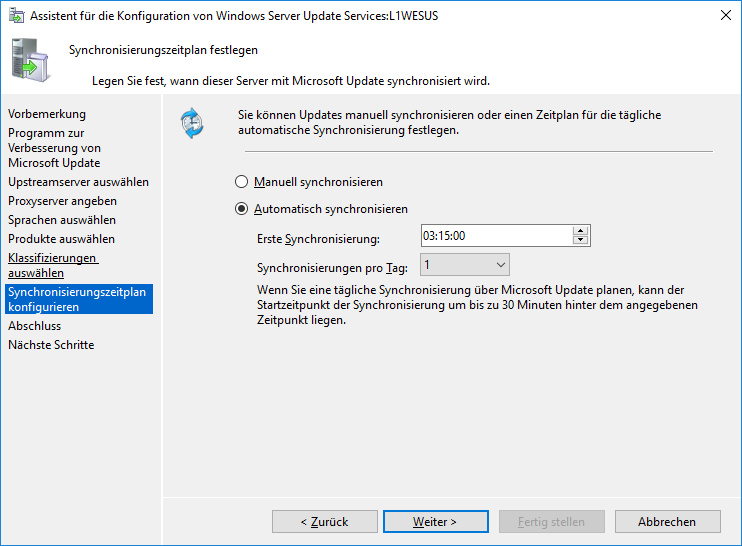 Assistent für die Konfiguration von Windows Server Update Services:L1WESUS
Synchronisierungszeitplan festlegen
Legen Sie fest, wann dieser Server mit Microsoft Update synchronisiert wird.
Vorbemerkung
Programm zur
Verbesserung von
Microsoft Update
Upstreamserver auswählen
Proxyserver angeben
Sprachen auswählen
Produkte auswählen
Klassifizierungen
auswählen
Synchronisierungszeitplan
konfigurieren
Abschluss
Nächste Schritte
Sie können Updates manuell synchronisieren oder einen Zeitplan für die tägliche
automatische Synchronisierung festlegen.
Manuell synchronisieren
Automatisch synchronisieren
Erste Synchronisierung:
03:15:00
Synchronisierungen pro Tag:
1
Wenn Sie eine tägliche Synchronisierung über Microsoft Update planen, kann der
Startzeitpunkt der Synchronisierung um bis zu 30 Minuten hinter dem angegebenen
Zeitpunkt liegen.
< Zurück
Weiter >
Fertig stellen
Abbrechen